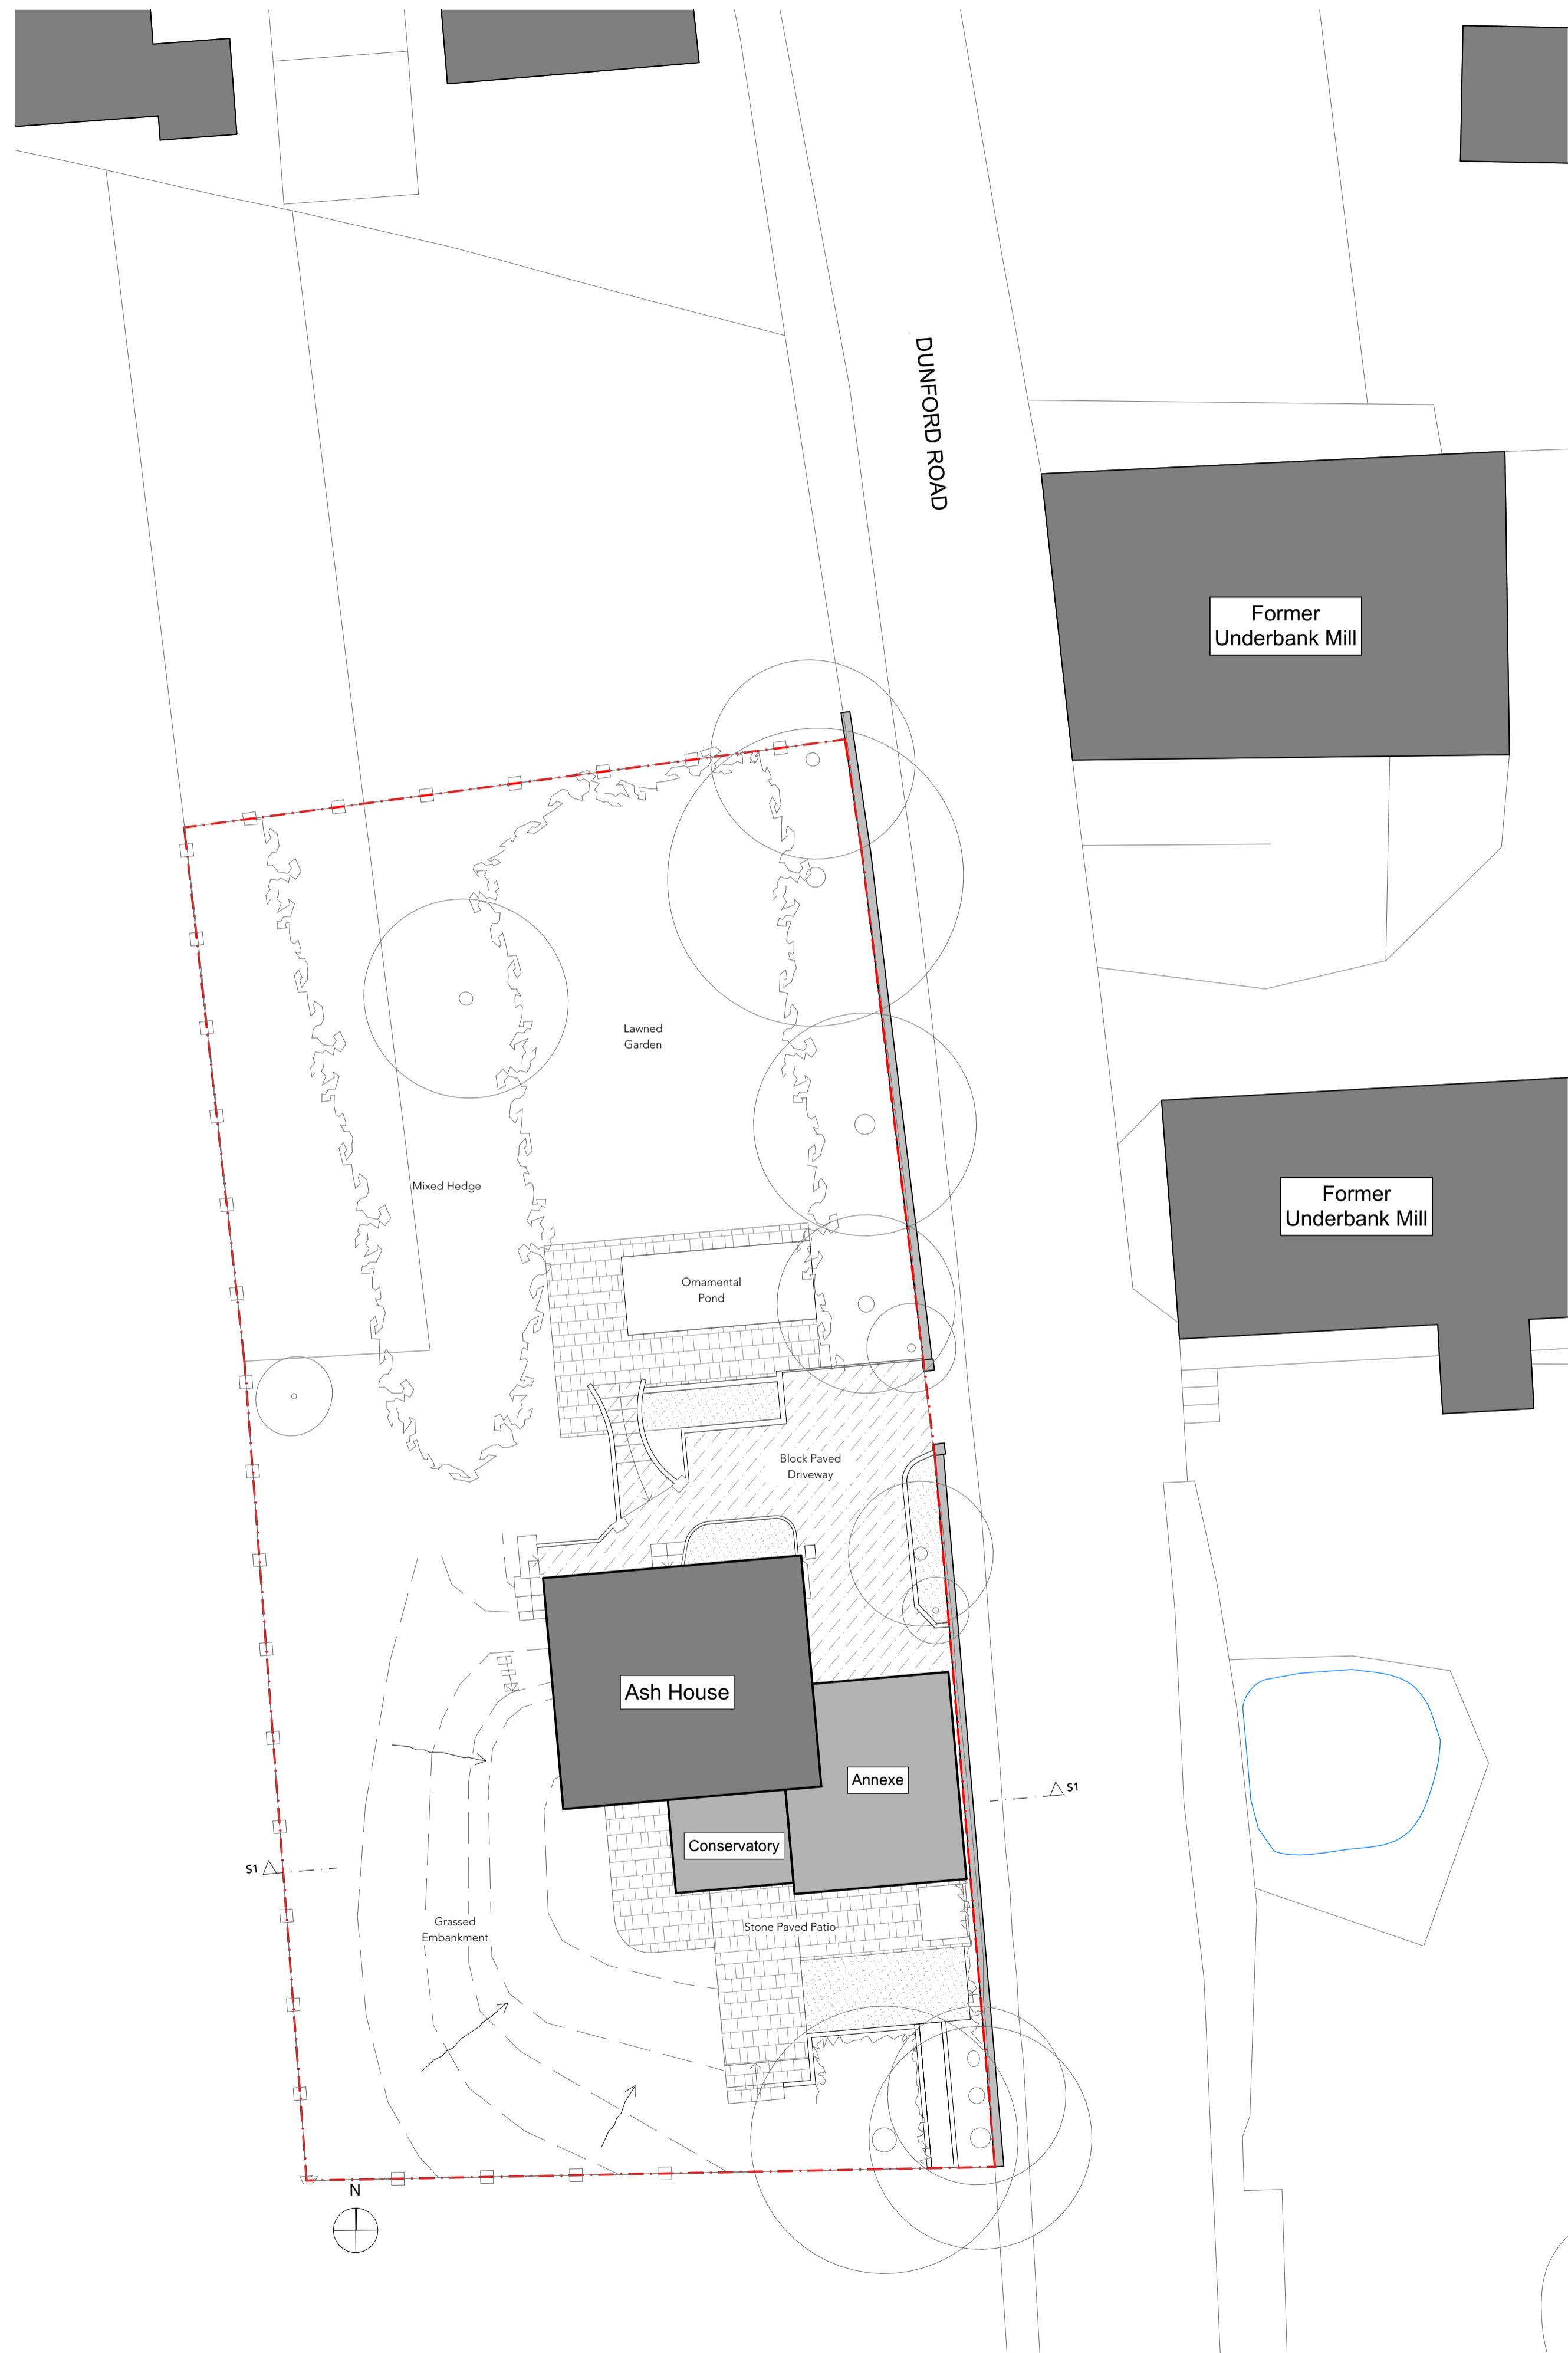 DUNFORD ROAD
Former
Underbank Mill
Lawned
Garden
Mixed Hedge
Former
Underbank Mill
Ornamental
Pond
Block Paved
Driveway
Ash House
Annexe
S1
Conservatory
S1
Grassed
Embankment
Stone Paved Patio
N